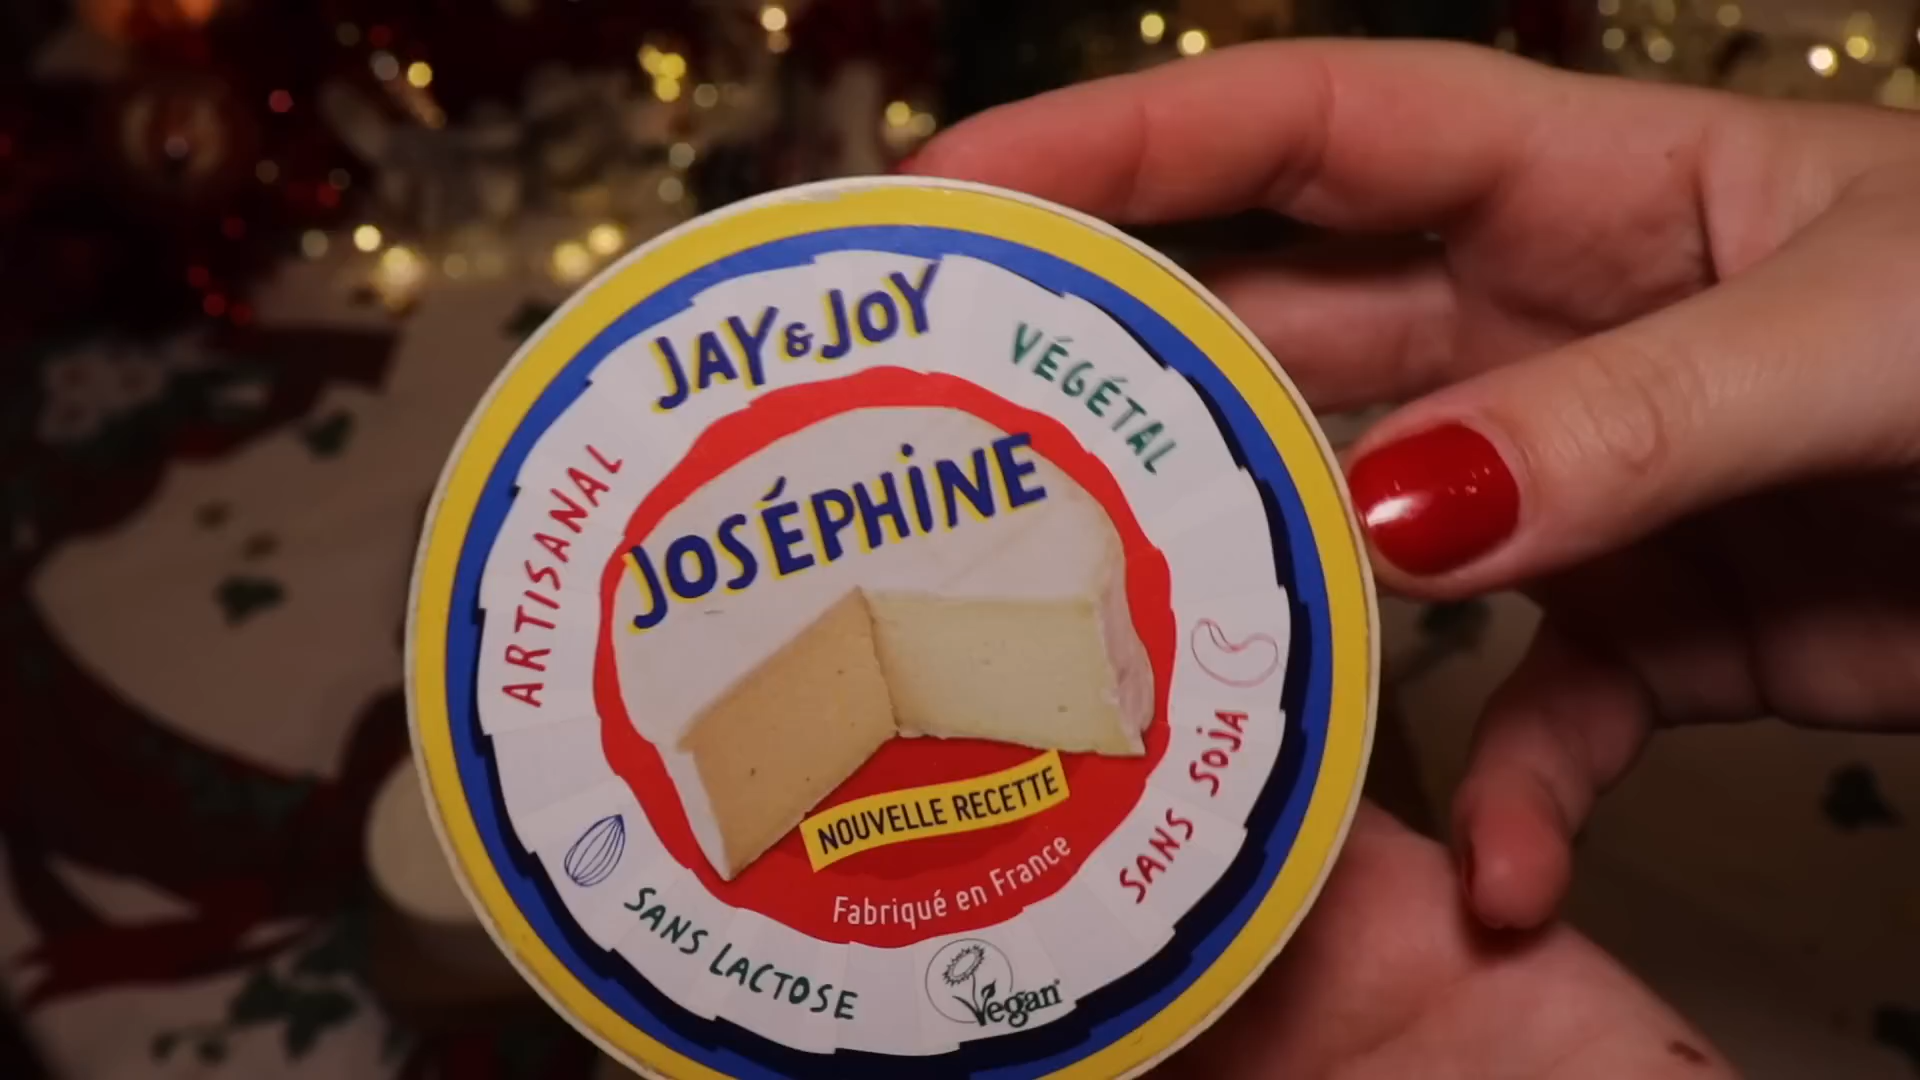 JAY & JOY
VÉGÉTAL
ARTISANAL
JOSÉPHINE
NOUVELLE RECETTE
Fabriqué en France
SANS SOJA
SANS LACTOSE
Vegan